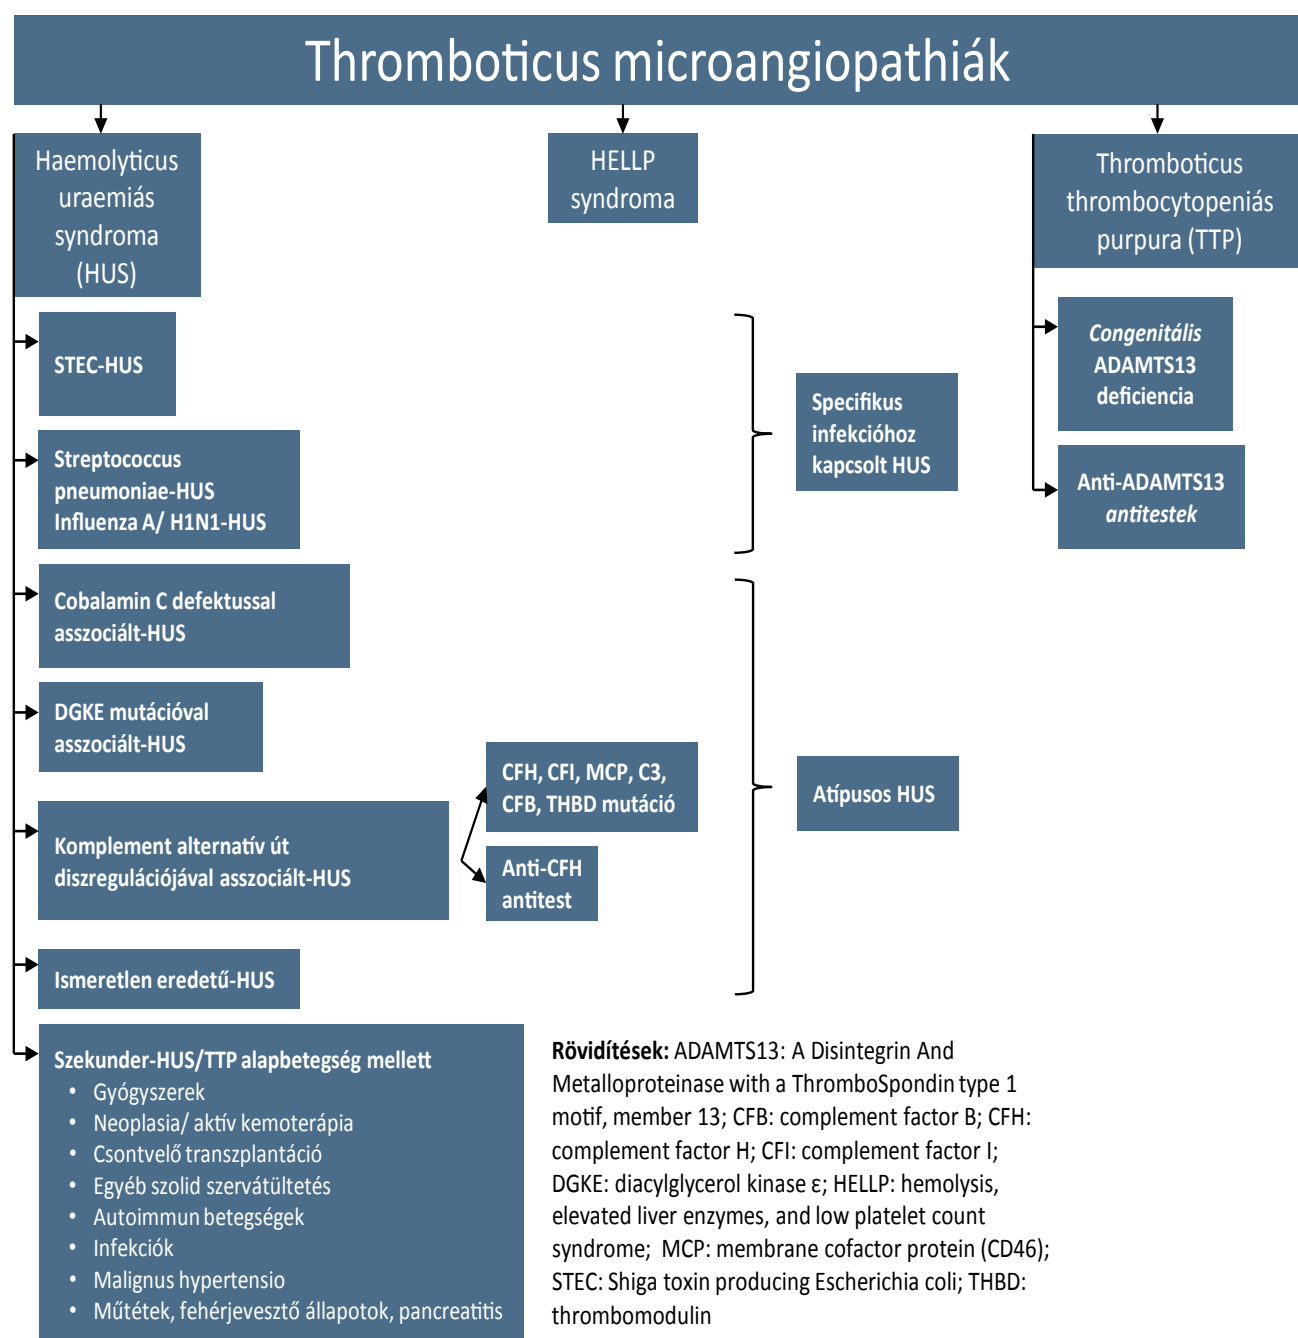 Thromboticus microangiopathiák
Haemolyticus
uraemiás
syndroma
(HUS)
HELLP
syndroma
Thromboticus
thrombocytopeniás
purpura (TTP)
STEC-HUS
Streptococcus
pneumoniae-HUS
Influenza A/ H1N1-HUS
Specifikus
infekcióhoz
kapcsolt HUS
Congenitális
ADAMTS13
deficiencia
Anti-ADAMTS13
antitestek
Cobalamin C defektussal
asszociált-HUS
DGKE mutációval
asszociált-HUS
Komplement alternatív út
diszregulációjával asszociált-HUS
CFH, CFI, MCP, C3,
CFB, THBD mutáció
Anti-CFH
antitest
Atípusos HUS
Ismeretlen eredetű-HUS
Szekunder-HUS/TTP alapbetegség mellett
• Gyógyszerek
• Neoplasia/ aktív kemoterápia
• Csontvelő transzplantáció
• Egyéb szolid szervátültetés
• Autoimmun betegségek
• Infekciók
• Malignus hypertensio
• Műtétek, fehérjevesztő állapotok, pancreatitis
Rövidítések: ADAMTS13: A Disintegrin And
Metalloproteinase with a ThromboSpondin type 1
motif, member 13; CFB: complement factor B; CFH:
complement factor H; CFI: complement factor I;
DGKE: diacylglycerol kinase ε; HELLP: hemolysis,
elevated liver enzymes, and low platelet count
syndrome; MCP: membrane cofactor protein (CD46);
STEC: Shiga toxin producing Escherichia coli; THBD:
thrombomodulin